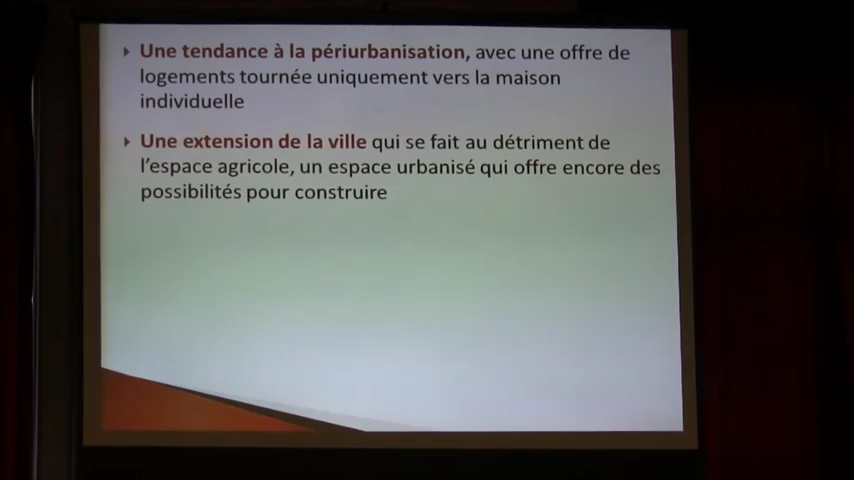 Une tendance à la périurbanisation, avec une offre de
logements tournée uniquement vers la maison
individuelle
Une extension de la ville qui se fait au détriment de
l'espace agricole, un espace urbanisé qui offre encore des
possibilités pour construire